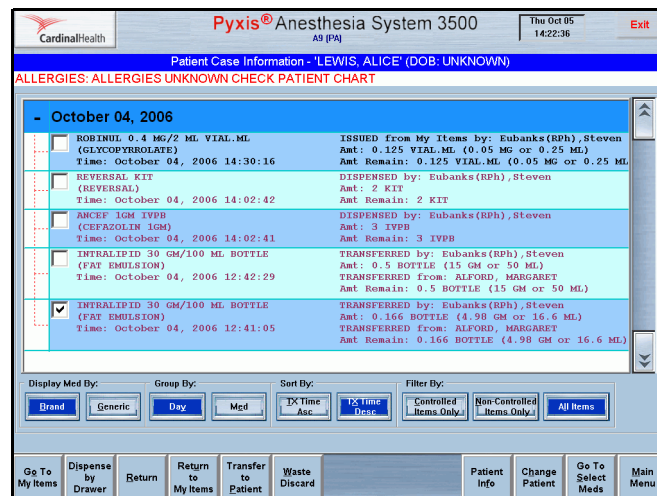 CardinalHealth
Pyxis® Anesthesia System 3500
A9 [PA]
Thu Oct 05
14:22:36
Exit
Patient Case Information - 'LEWIS, ALICE' (DOB: UNKNOWN)
ALLERGIES: ALLERGIES UNKNOWN CHECK PATIENT CHART
- October 04, 2006
ROBINUL 0.4 MG/2 ML VIAL.ML
(GLYCOPYRROLATE)
Time: October 04, 2006 14:30:16
ISSUED from My Items by: Eubanks(RPh),Steven
Amt: 0.125 VIAL.ML (0.05 MG or 0.25 ML)
Amt Remain: 0.125 VIAL.ML (0.05 MG or 0.25 ML
REVERSAL KIT
(REVERSAL)
Time: October 04, 2006 14:02:42
DISPENSED by: Eubanks(RPh),Steven
Amt: 2 KIT
Amt Remain: 2 KIT
ANCEF 1GM IVPB
(CEFAZOLIN 1GM)
Time: October 04, 2006 14:02:41
DISPENSED by: Eubanks(RPh),Steven
Amt: 3 IVPB
Amt Remain: 3 IVPB
INTRALIPID 30 GM/100 ML BOTTLE
(FAT EMULSION)
Time: October 04, 2006 12:42:29
TRANSFERRED by: Eubanks(RPh),Steven
Amt: 0.5 BOTTLE (15 GM or 50 ML)
TRANSFERRED from: ALFORD, MARGARET
Amt Remain: 0.5 BOTTLE (15 GM or 50 ML)
INTRALIPID 30 GM/100 ML BOTTLE
(FAT EMULSION)
Time: October 04, 2006 12:41:05
TRANSFERRED by: Eubanks(RPh),Steven
Amt: 0.166 BOTTLE (4.98 GM or 16.6 ML)
TRANSFERRED from: ALFORD, MARGARET
Amt Remain: 0.166 BOTTLE (4.98 GM or 16.6 ML)
Display Med By:
Group By:
Sort By:
Filter By:
Brand
Generic
Day
Med
TX Time
Asc
TX Time
Desc
Controlled
Items Only
Non-Controlled
Items Only
All Items
Go To
My Items
Dispense
by
Drawer
Return
Return
to
My Items
Transfer
to
Patient
Waste
Discard
Patient
Info
Change
Patient
Go To
Select
Meds
Main
Menu